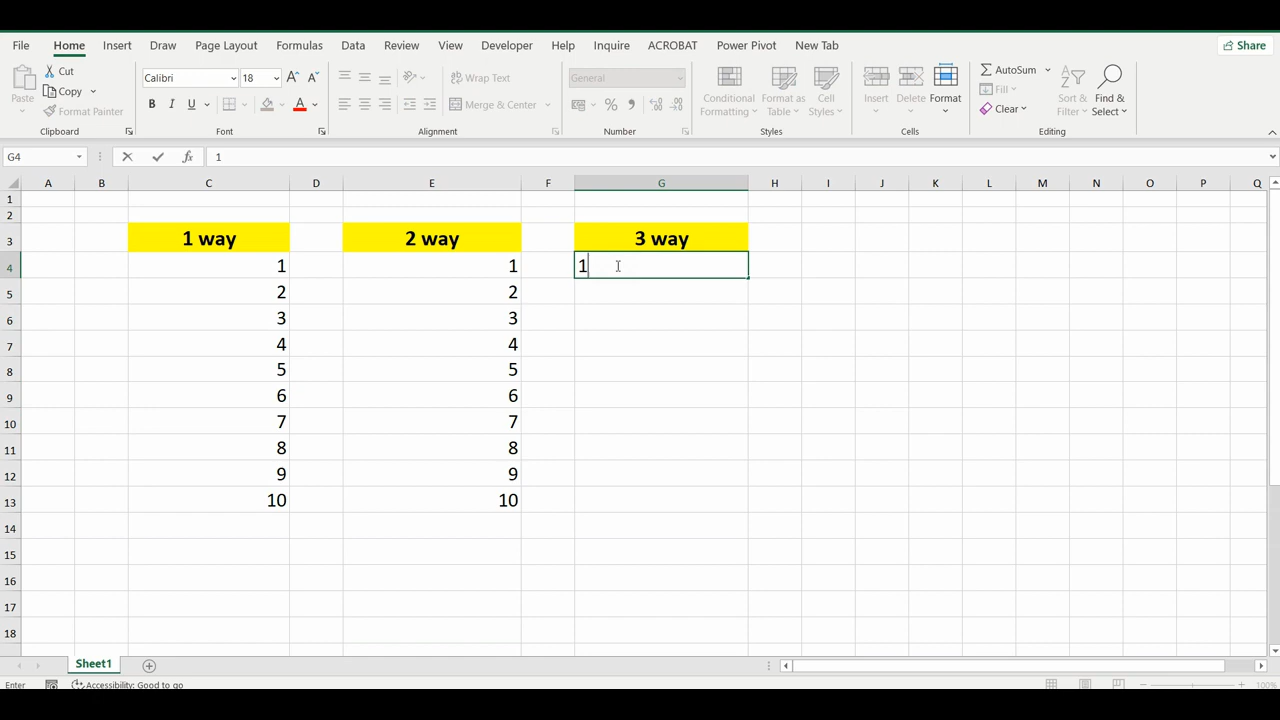 File Home Insert Draw Page Layout Formulas Data Review View Developer Help Inquire ACROBAT Power Pivot New Tab Share
Paste Cut Copy Format Painter
Calibri 18 A A Wrap Text General Conditional Formatting Format as Table Cell Styles Insert Delete Format AutoSum Fill Clear Sort & Filter Find & Select
B I U A Merge & Center % 9
Clipboard Font Alignment Number Styles Cells Editing
G4 fx 1
A B C D E F G H I J K L M N O P Q
1
2
3 1 way 2 way 3 way
4 1 1 1
5 2 2
6 3 3
7 4 4
8 5 5
9 6 6
10 7 7
11 8 8
12 9 9
13 10 10
14
15
16
17
18
Sheet1
Enter Accessibility: Good to go 100%